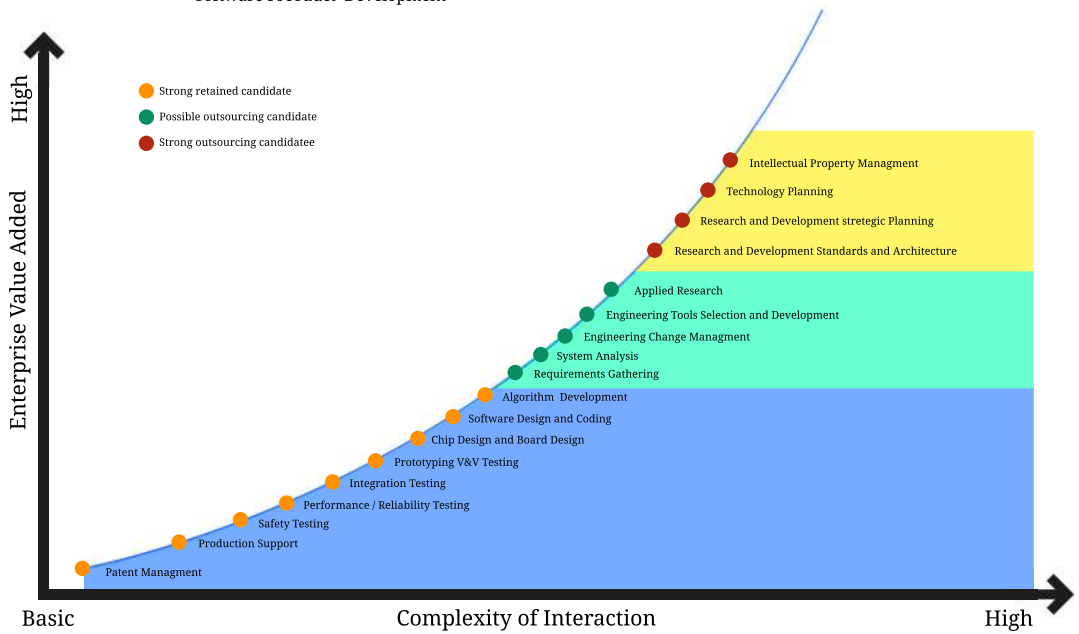 Software Product Development
High
Strong retained candidate
Possible outsourcing candidate
Strong outsourcing candidatee
Enterprise Value Added
Intellectual Property Managment
Technology Planning
Research and Development stretegic Planning
Research and Development Standards and Architecture
Applied Research
Engineering Tools Selection and Development
Engineering Change Managment
System Analysis
Requirements Gathering
Algorithm Development
Software Design and Coding
Chip Design and Board Design
Prototyping V&V Testing
Integration Testing
Performance / Reliability Testing
Safety Testing
Production Support
Patent Managment
Basic
Complexity of Interaction
High